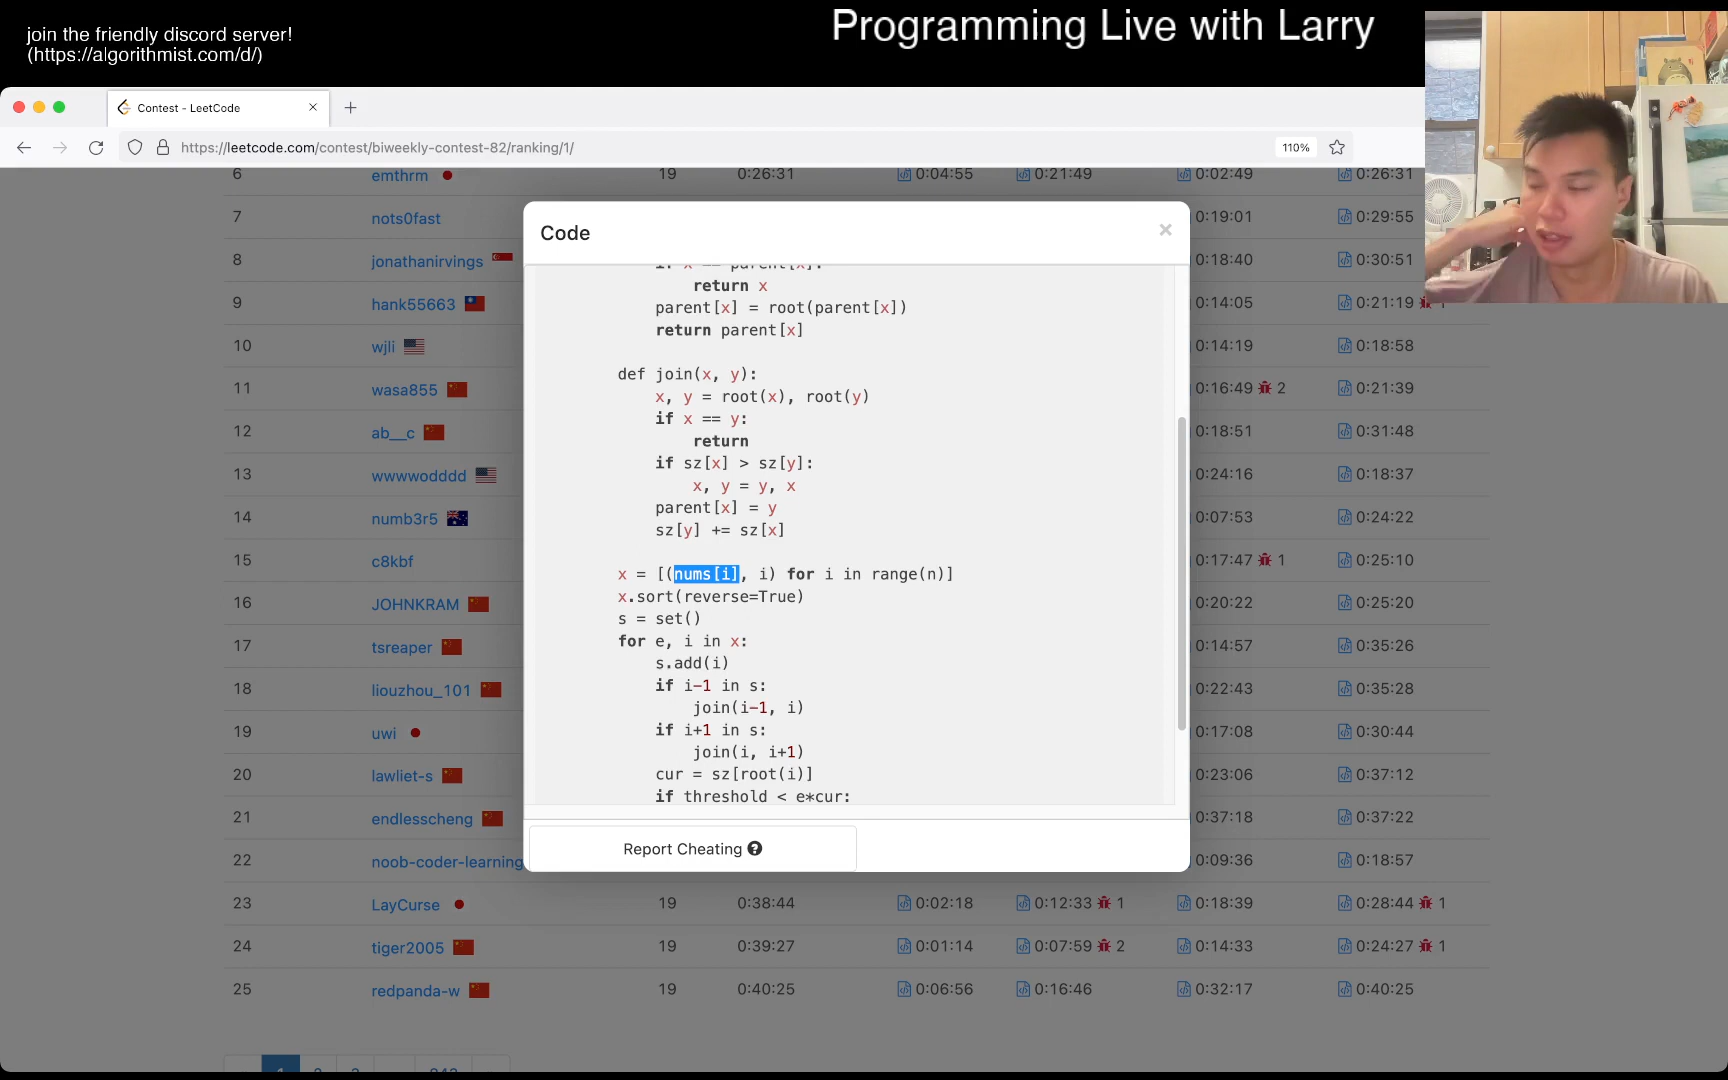 join the friendly discord server!
(https://algorithmist.com/d/)
Programming Live with Larry
Contest - LeetCode
https://leetcode.com/contest/biweekly-contest-82/ranking/1/
110%
6 emthrm 19 0:26:31 0:04:55 0:21:49 0:02:49 0:26:31
7 nots0fast 0:19:01 0:29:55
8 jonathanirvings 0:18:40 0:30:51
9 hank55663 0:14:05 0:21:19
10 wjli 0:14:19 0:18:58
11 wasa855 0:16:49 2 0:21:39
12 ab__c 0:18:51 0:31:48
13 wwwwodddd 0:24:16 0:18:37
14 numb3r5 0:07:53 0:24:22
15 c8kbf 0:17:47 1 0:25:10
16 JOHNKRAM 0:20:22 0:25:20
17 tsreaper 0:14:57 0:35:26
18 liouzhou_101 0:22:43 0:35:28
19 uwi 0:17:08 0:30:44
20 lawliet-s 0:23:06 0:37:12
21 endlesscheng 0:37:18 0:37:22
22 noob-coder-learning 0:09:36 0:18:57
23 LayCurse 19 0:38:44 0:02:18 0:12:33 1 0:18:39 0:28:44 1
24 tiger2005 19 0:39:27 0:01:14 0:07:59 2 0:14:33 0:24:27 1
25 redpanda-w 19 0:40:25 0:06:56 0:16:46 0:32:17 0:40:25
1
Code
if x == parent[x]:
return x
parent[x] = root(parent[x])
return parent[x]
def join(x, y):
x, y = root(x), root(y)
if x == y:
return
if sz[x] > sz[y]:
x, y = y, x
parent[x] = y
sz[y] += sz[x]
x = [(nums[i], i) for i in range(n)]
x.sort(reverse=True)
s = set()
for e, i in x:
s.add(i)
if i-1 in s:
join(i-1, i)
if i+1 in s:
join(i, i+1)
cur = sz[root(i)]
if threshold < e*cur:
Report Cheating